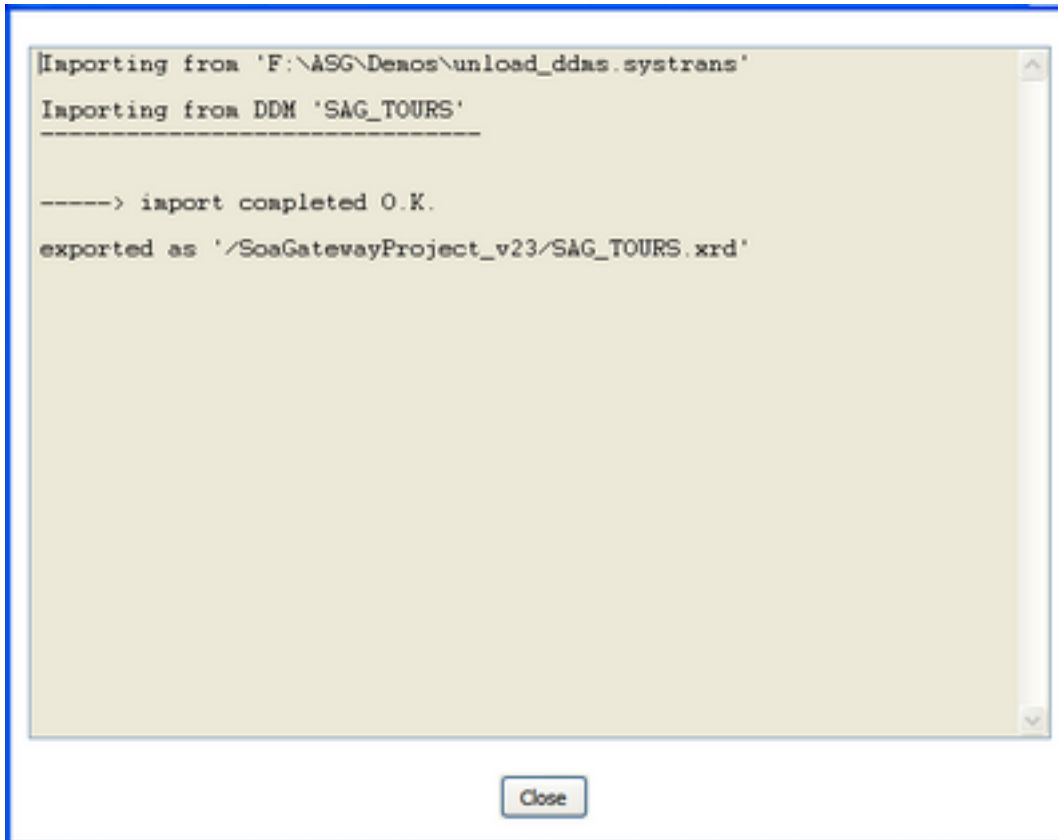 Importing from 'F:\ASG\Demos\unload_ddms.systrans'
Importing from DDM 'SAG_TOURS'
-------------------------------
-----> import completed O.K.
exported as '/SoaGatewayProject_v23/SAG_TOURS.xrd'
Close